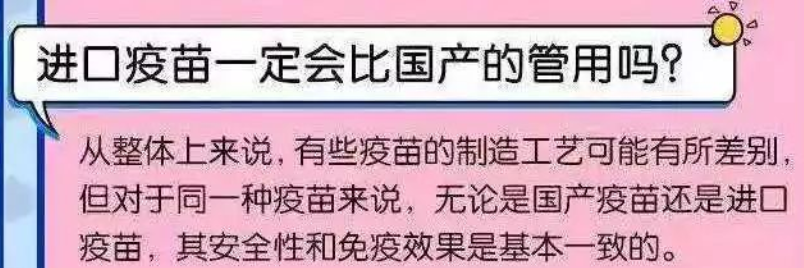 进口疫苗一定会比国产的管用吗？
从整体上来说，有些疫苗的制造工艺可能有所差别，
但对于同一种疫苗来说，无论是国产疫苗还是进口
疫苗，其安全性和免疫效果是基本一致的。